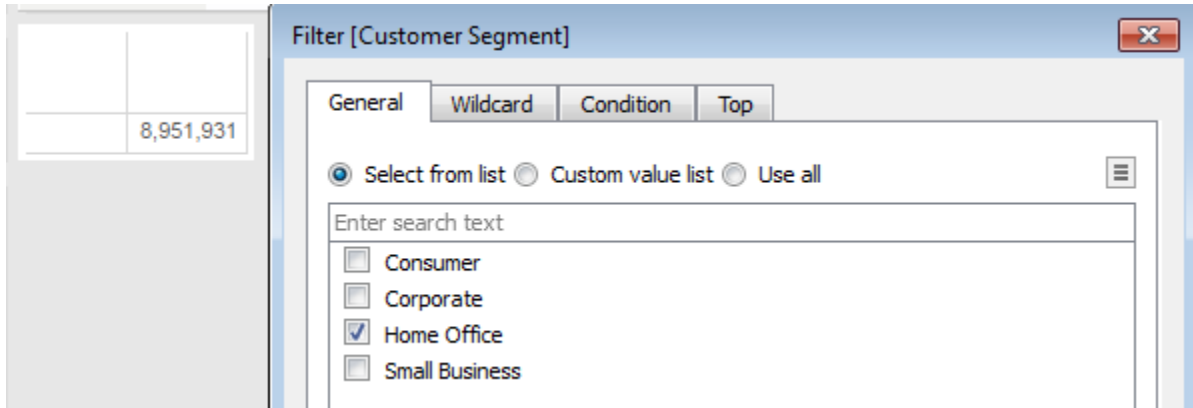 Filter [Customer Segment]
General Wildcard Condition Top
8,951,931
Select from list Custom value list Use all
Enter search text
Consumer
Corporate
Home Office
Small Business